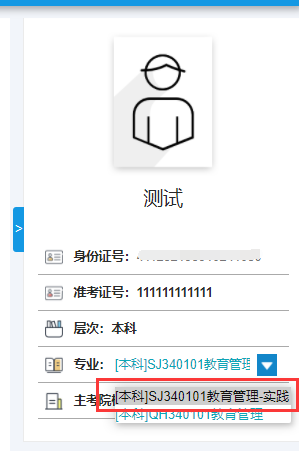 测试
>
身份证号：
准考证号：111111111111
层次：本科
专业：[本科]SJ340101教育管理
主考院
[本科]SJ340101教育管理-实践
[本科]QH340101教育管理